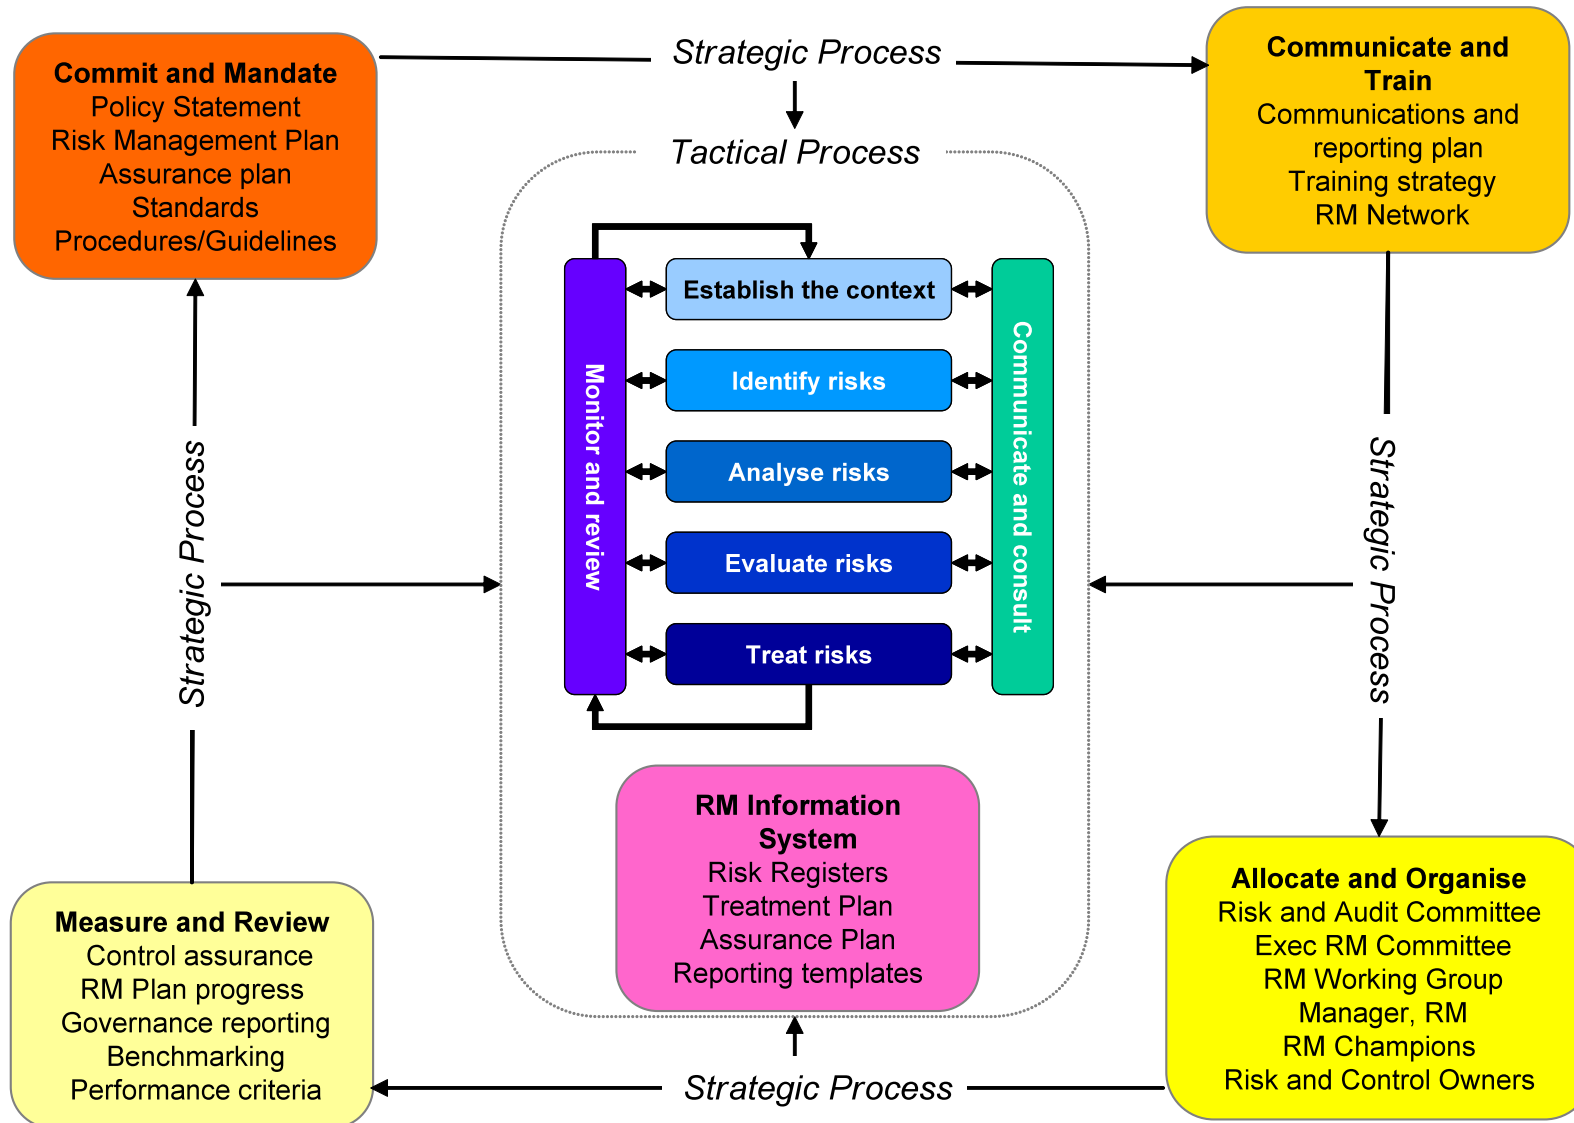 Commit and Mandate
Policy Statement
Risk Management Plan
Assurance plan
Standards
Procedures/Guidelines
Strategic Process
Communicate and
Train
Communications and
reporting plan
Training strategy
RM Network
Tactical Process
Monitor and review
Establish the context
Identify risks
Analyse risks
Evaluate risks
Treat risks
Communicate and consult
Strategic Process
Strategic Process
RM Information
System
Risk Registers
Treatment Plan
Assurance Plan
Reporting templates
Measure and Review
Control assurance
RM Plan progress
Governance reporting
Benchmarking
Performance criteria
Strategic Process
Allocate and Organise
Risk and Audit Committee
Exec RM Committee
RM Working Group
Manager, RM
RM Champions
Risk and Control Owners